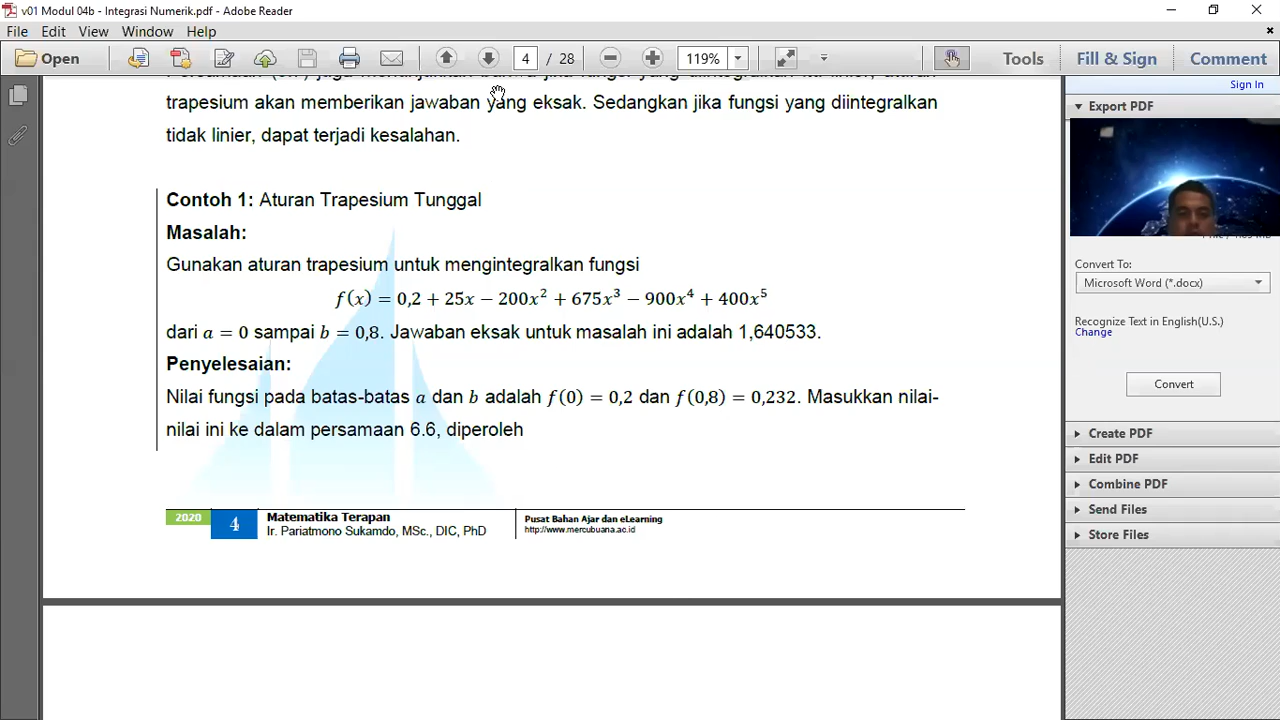 v01 Modul 04b - Integrasi Numerik.pdf - Adobe Reader
File Edit View Window Help
Open 4 / 28 119% Tools Fill & Sign Comment
Sign In
trapesium akan memberikan jawaban yang eksak. Sedangkan jika fungsi yang diintegralkan
tidak linier, dapat terjadi kesalahan.
Contoh 1: Aturan Trapesium Tunggal
Masalah:
Gunakan aturan trapesium untuk mengintegralkan fungsi
f(x) = 0,2 + 25x − 200x² + 675x³ − 900x⁴ + 400x⁵
dari a = 0 sampai b = 0,8. Jawaban eksak untuk masalah ini adalah 1,640533.
Penyelesaian:
Nilai fungsi pada batas-batas a dan b adalah f(0) = 0,2 dan f(0,8) = 0,232. Masukkan nilai-
nilai ini ke dalam persamaan 6.6, diperoleh
2020
4
Matematika Terapan
Ir. Pariatmono Sukamdo, MSc., DIC, PhD
Pusat Bahan Ajar dan eLearning
http://www.mercubuana.ac.id
Export PDF
Convert To:
Microsoft Word (*.docx)
Recognize Text in English(U.S.)
Change
Convert
Create PDF
Edit PDF
Combine PDF
Send Files
Store Files